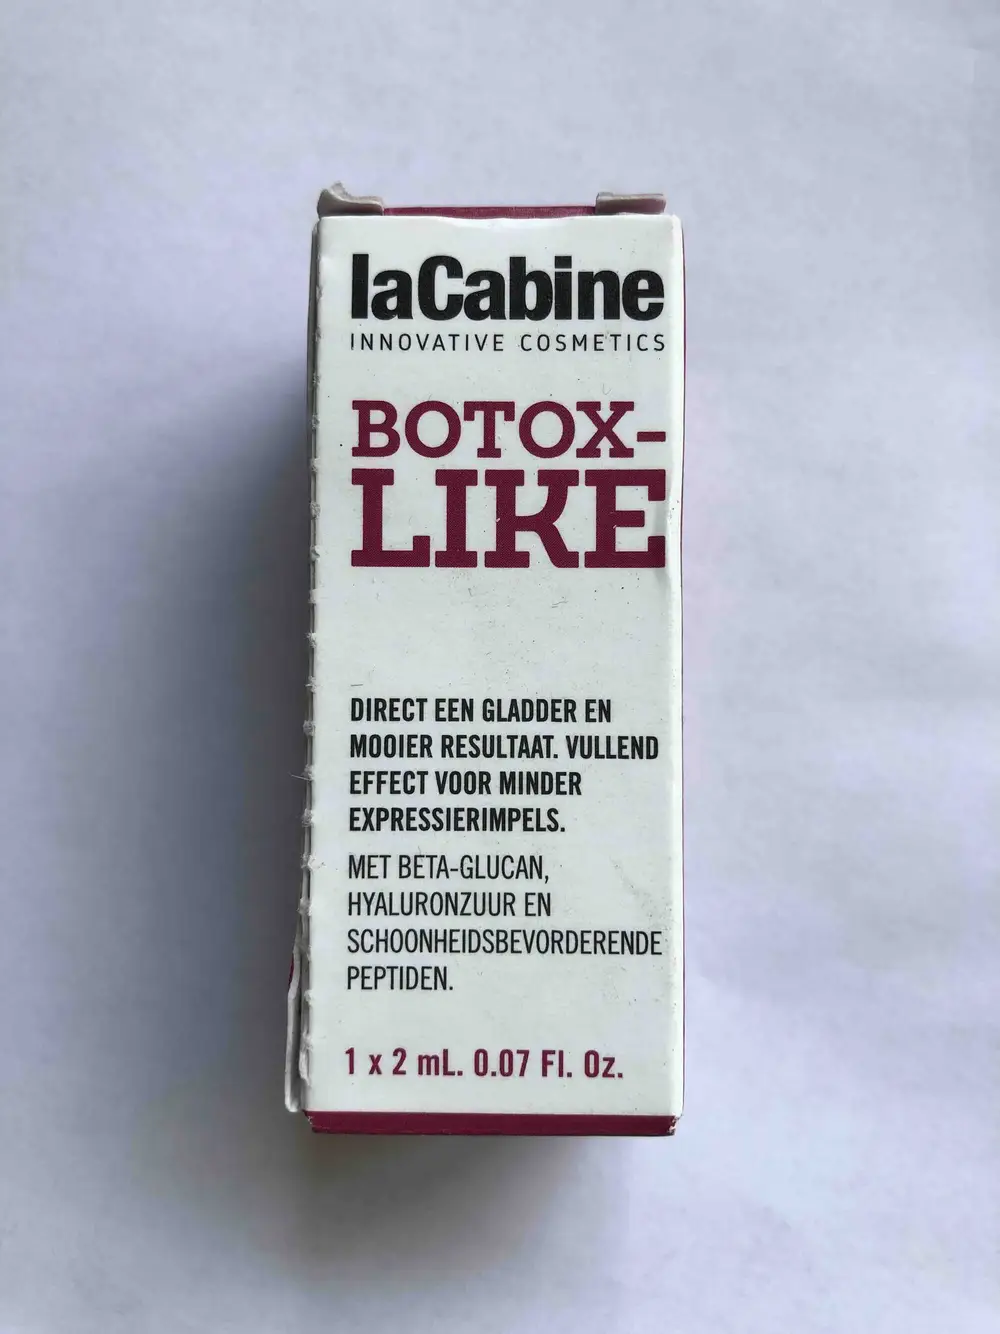 laCabine
INNOVATIVE COSMETICS
BOTOX-
LIKE
DIRECT EEN GLADDER EN
MOOIER RESULTAAT. VULLEND
EFFECT VOOR MINDER
EXPRESSIERIMPELS.
MET BETA-GLUCAN,
HYALURONZUUR EN
SCHOONHEIDSBEVORDERENDE
PEPTIDEN.
1 x 2 mL. 0.07 Fl. Oz.